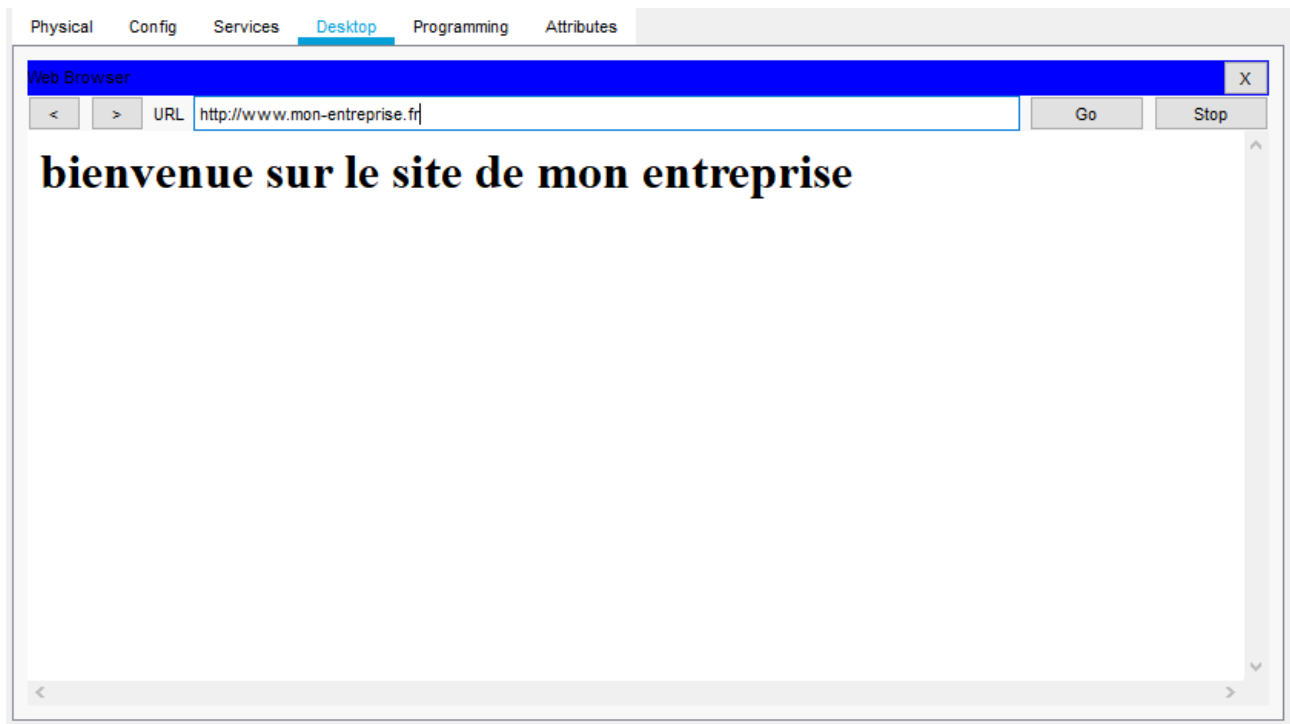 Physical Config Services Desktop Programming Attributes
Web Browser X
< > URL http://www.mon-entreprise.fr Go Stop
bienvenue sur le site de mon entreprise